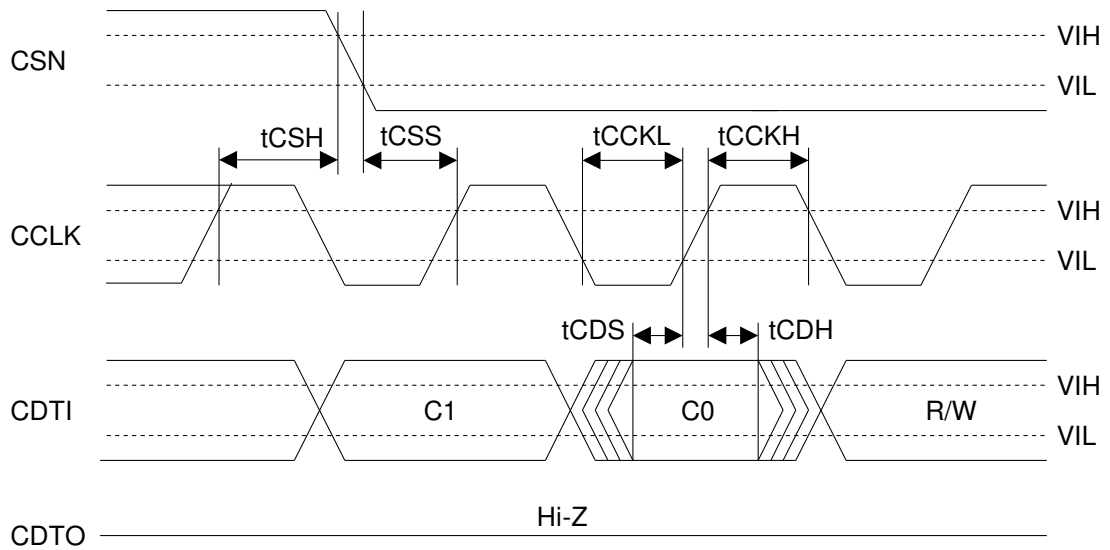 VIH
CSN
VIL
tCSH tCSS tCCKL tCCKH
VIH
CCLK
VIL
tCDS tCDH
VIH
CDTI C1 C0 R/W
VIL
Hi-Z
CDTO